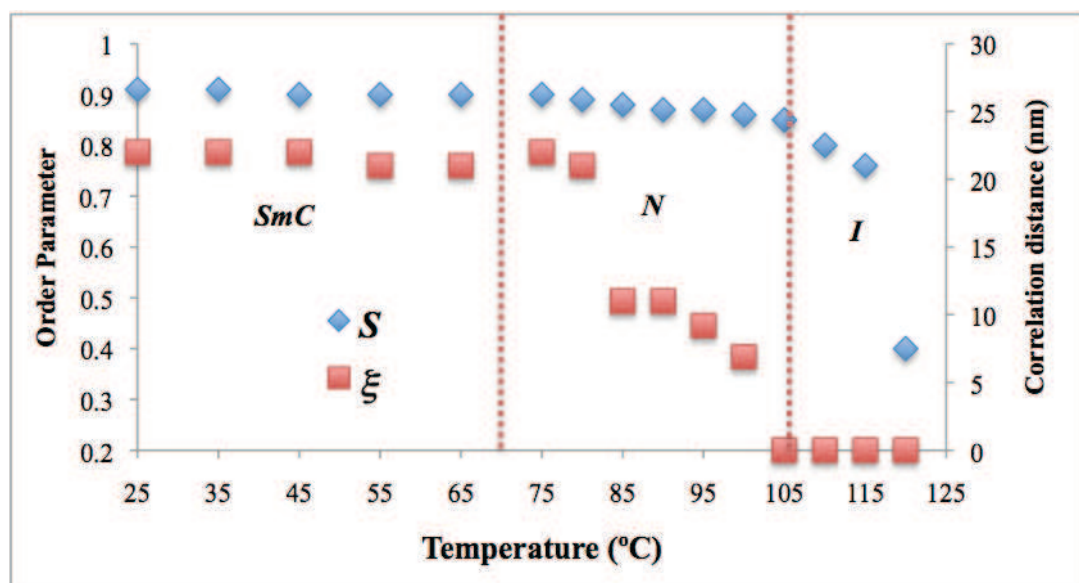 1
0.9
0.8
0.7
0.6
0.5
0.4
0.3
0.2
Order Parameter
30
25
20
15
10
5
0
Correlation distance (nm)
SmC
N
I
S
ξ
25 35 45 55 65 75 85 95 105 115 125
Temperature (ºC)